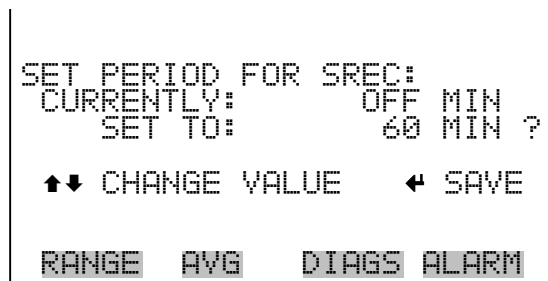 SET PERIOD FOR SREC:
CURRENTLY: OFF MIN
SET TO: 60 MIN ?
⬆⬇ CHANGE VALUE ↵ SAVE
RANGE AVG DIAGS ALARM